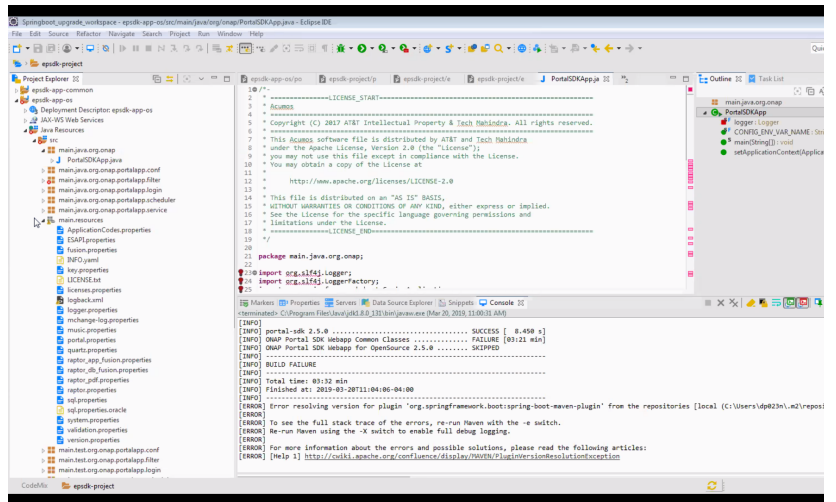 Springboot_upgrade_workspace - epsdk-app-os/src/main/java/org/onap/PortalSDKApp.java - Eclipse IDE
File Edit Source Refactor Navigate Search Project Run Window Help
Quic
epsdk-project
Project Explorer
epsdk-app-common
epsdk-app-os
Deployment Descriptor: epsdk-app-os
JAX-WS Web Services
Java Resources
src
main.java.org.onap
PortalSDKApp.java
main.java.org.onap.portalapp.conf
main.java.org.onap.portalapp.filter
main.java.org.onap.portalapp.login
main.java.org.onap.portalapp.scheduler
main.java.org.onap.portalapp.service
main.resources
ApplicationCodes.properties
ESAPI.properties
fusion.properties
INFO.yaml
key.properties
LICENSE.txt
licenses.properties
logback.xml
logger.properties
mchange-log.properties
music.properties
portal.properties
quartz.properties
raptor_app_fusion.properties
raptor_db_fusion.properties
raptor_pdf.properties
raptor.properties
sql.properties
sql.properties.oracle
system.properties
validation.properties
version.properties
main.test.org.onap.portalapp.conf
main.test.org.onap.portalapp.filter
main.test.org.onap.portalapp.login
epsdk-app-os/po epsdk-project/p epsdk-project/e epsdk-project/e PortalSDKApp.ja
1 /*-
2 * ===============LICENSE_START=======================================================
3 * Acumos
4 * ===================================================================================
5 * Copyright (C) 2017 AT&T Intellectual Property & Tech Mahindra. All rights reserved.
6 * ===================================================================================
7 * This Acumos software file is distributed by AT&T and Tech Mahindra
8 * under the Apache License, Version 2.0 (the "License");
9 * you may not use this file except in compliance with the License.
10 * You may obtain a copy of the License at
11 *
12 * http://www.apache.org/licenses/LICENSE-2.0
13 *
14 * This file is distributed on an "AS IS" BASIS,
15 * WITHOUT WARRANTIES OR CONDITIONS OF ANY KIND, either express or implied.
16 * See the License for the specific language governing permissions and
17 * limitations under the License.
18 * ===============LICENSE_END=========================================================
19 */
20
21 package main.java.org.onap;
22
23 import org.slf4j.Logger;
24 import org.slf4j.LoggerFactory;
25
Outline Task List
main.java.org.onap
PortalSDKApp
logger : Logger
CONFIG_ENV_VAR_NAME : Stri
main(String[]) : void
setApplicationContext(Applica
Markers Properties Servers Data Source Explorer Snippets Console
<terminated> C:\Program Files\Java\jdk1.8.0_131\bin\javaw.exe (Mar 20, 2019, 11:00:31 AM)
[INFO]
[INFO] portal-sdk 2.5.0 ................................ SUCCESS [ 8.450 s]
[INFO] ONAP Portal SDK Webapp Common Classes ............ FAILURE [03:21 min]
[INFO] ONAP Portal SDK Webapp for OpenSource 2.5.0 ........ SKIPPED
[INFO] ------------------------------------------------------------------------
[INFO] BUILD FAILURE
[INFO] ------------------------------------------------------------------------
[INFO] Total time: 03:32 min
[INFO] Finished at: 2019-03-20T11:04:06-04:00
[INFO] ------------------------------------------------------------------------
[ERROR] Error resolving version for plugin 'org.springframework.boot:spring-boot-maven-plugin' from the repositories [local (C:\Users\dp023n\.m2\reposi
[ERROR]
[ERROR] To see the full stack trace of the errors, re-run Maven with the -e switch.
[ERROR] Re-run Maven using the -X switch to enable full debug logging.
[ERROR]
[ERROR] For more information about the errors and possible solutions, please read the following articles:
[ERROR] [Help 1] http://cwiki.apache.org/confluence/display/MAVEN/PluginVersionResolutionException
CodeMix epsdk-project